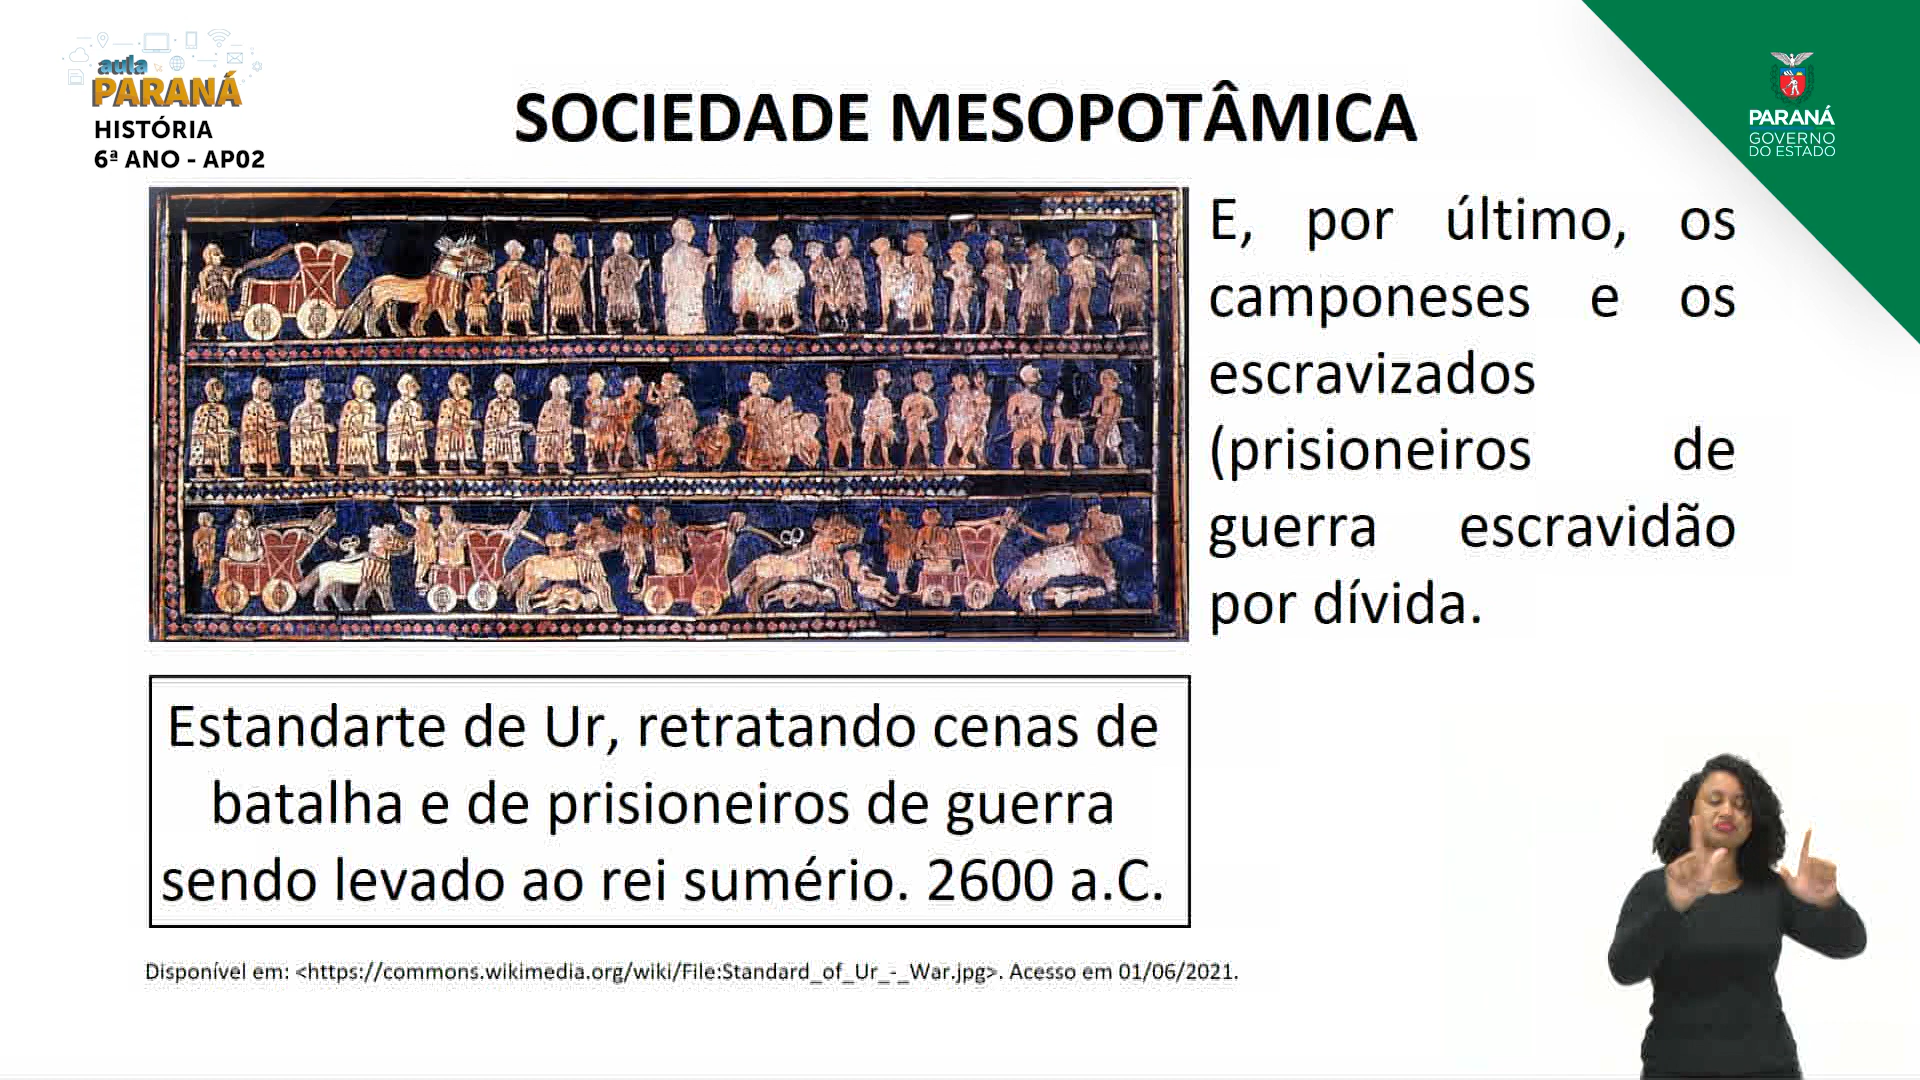 aula
PARANÁ
HISTÓRIA
6ª ANO - AP02
SOCIEDADE MESOPOTÂMICA
PARANÁ
GOVERNO
DO ESTADO
E, por último, os
camponeses e os
escravizados
(prisioneiros de
guerra escravidão
por dívida.
Estandarte de Ur, retratando cenas de
batalha e de prisioneiros de guerra
sendo levado ao rei sumério. 2600 a.C.
Disponível em: <https://commons.wikimedia.org/wiki/File:Standard_of_Ur_-_War.jpg>. Acesso em 01/06/2021.